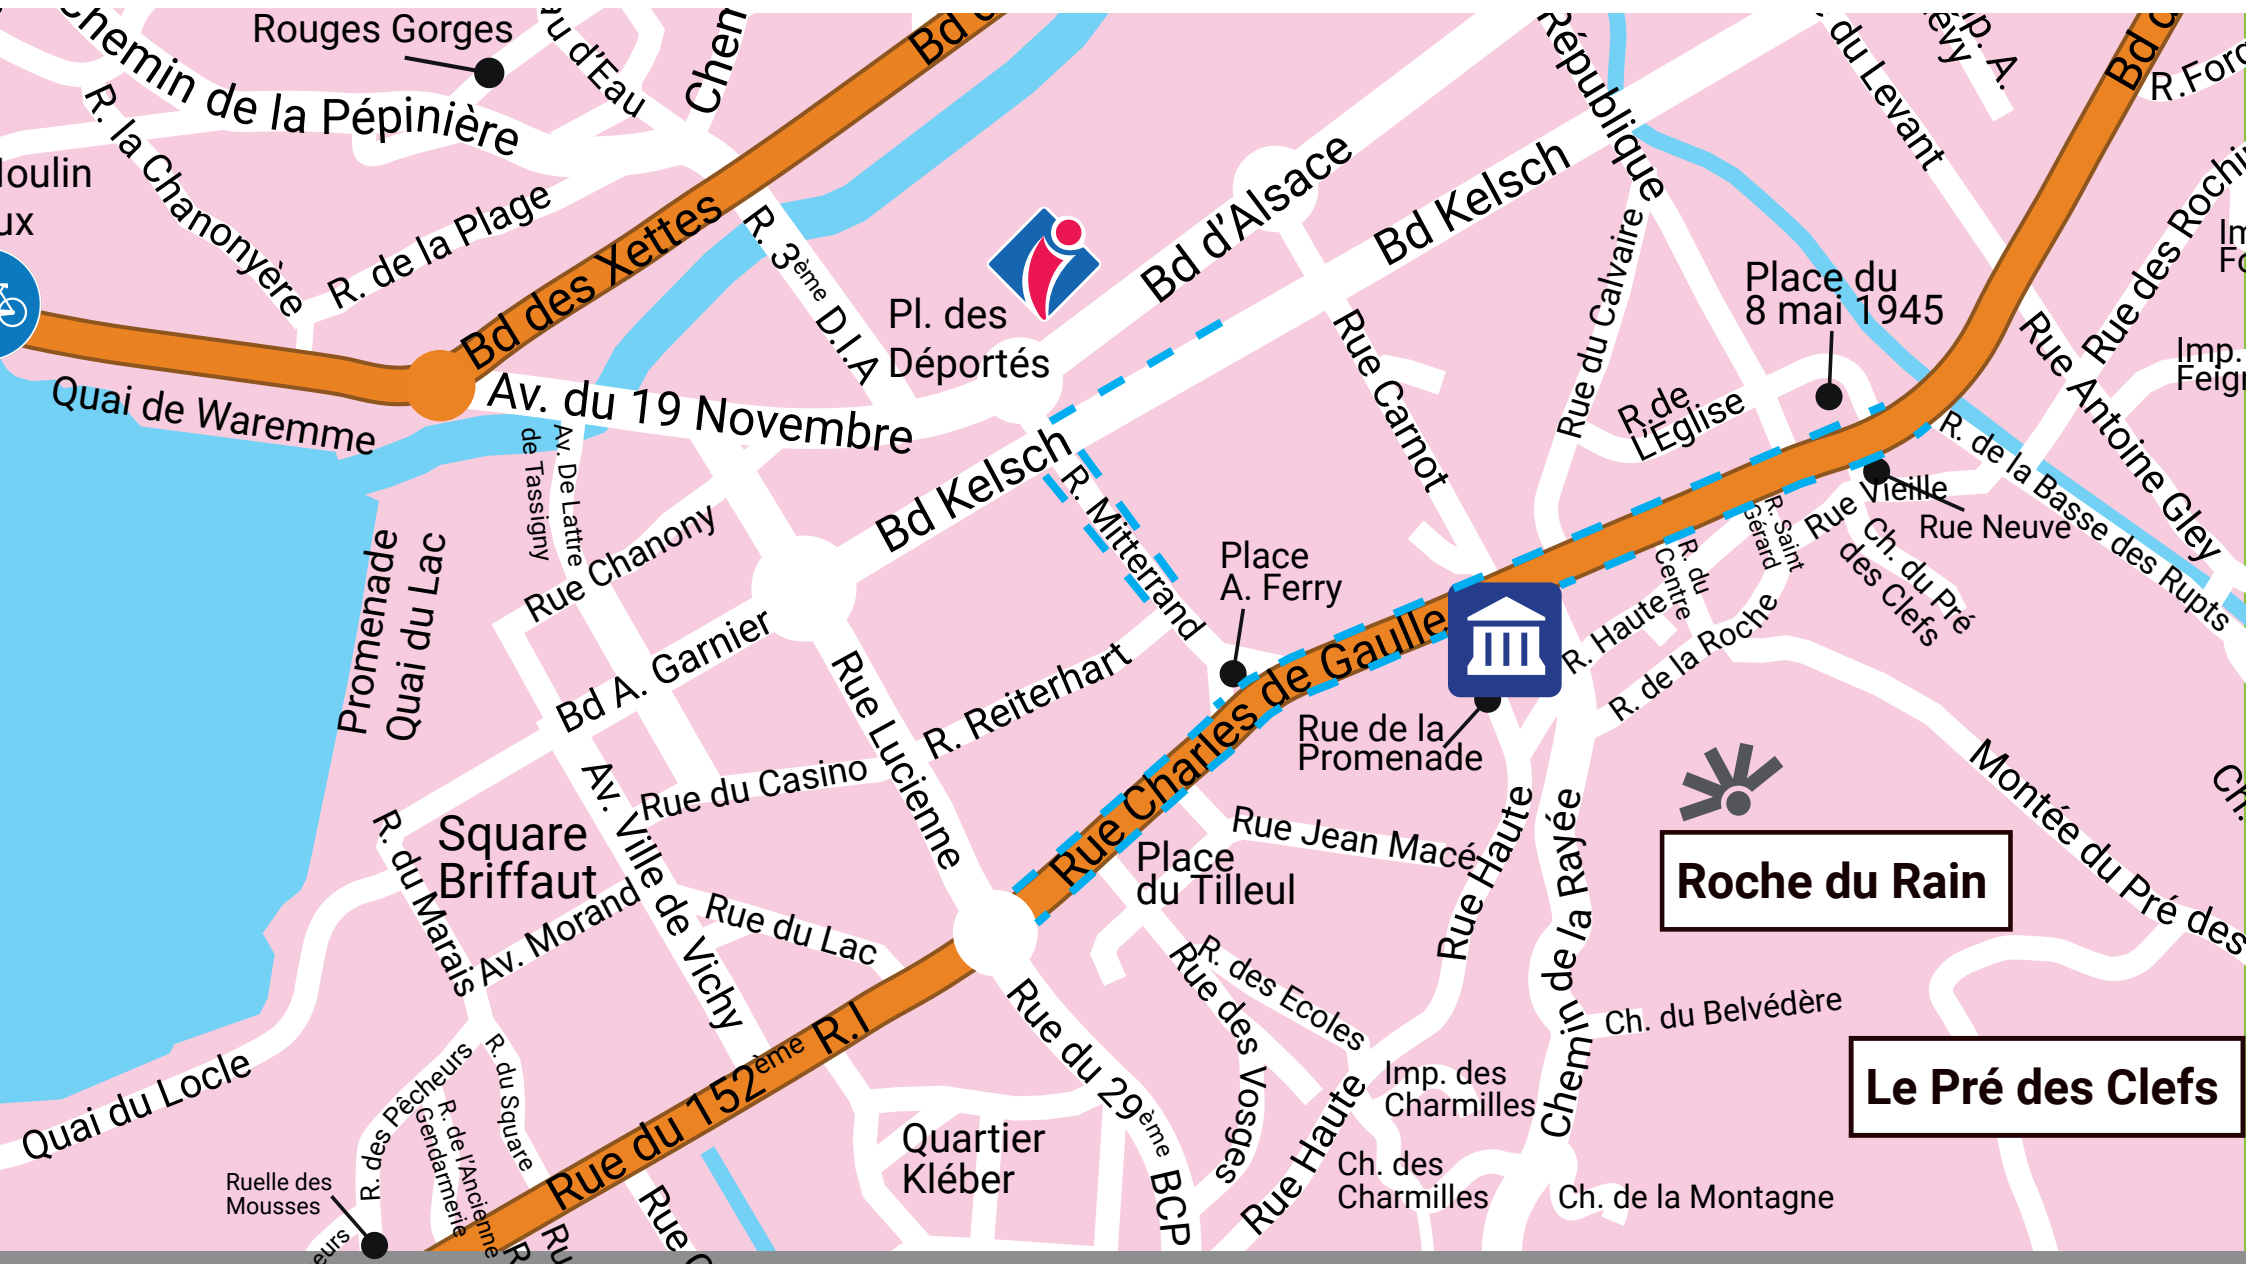 Rouges Gorges
Chemin de la Pépinière
R. la Chanonyère
R. de la Plage
Bd des Xettes
Quai de Waremme
Av. du 19 Novembre
R. 3ème D.I.A
Pl. des
Déportés
Bd d'Alsace
Bd Kelsch
République
du Levant
Rue du Calvaire
Place du
8 mai 1945
R. de
L'Eglise
Rue Carnot
Rue Antoine Gley
R. de la Basse des Rupts
Rue Vieille
Rue Neuve
Ch. du Pré
des Clefs
R. Saint
Gérard
R. du
Centre
R. Haute
R. de la Roche
Bd Kelsch
R. Mitterrand
Place
A. Ferry
Av. De Lattre
de Tassigny
Rue Chanony
Promenade
Quai du Lac
Bd A. Garnier
Rue Lucienne
R. Reiterhart
Rue du Casino
Rue Charles de Gaulle
Rue de la
Promenade
Rue Jean Macé
Place
du Tilleul
Rue Haute
Chemin de la Rayée
Roche du Rain
Montée du Pré des
Le Pré des Clefs
Square
Briffaut
R. du Marais
Av. Morand
Av. Ville de Vichy
Rue du Lac
Rue du 152ème R.I
Rue du 29ème BCP
R. des Ecoles
Rue des Vosges
Rue Haute
Ch. du Belvédère
Imp. des
Charmilles
Ch. des
Charmilles
Ch. de la Montagne
Quartier
Kléber
Quai du Locle
R. des Pêcheurs
R. de l'Ancienne
Gendarmerie
R. du Square
Ruelle des
Mousses